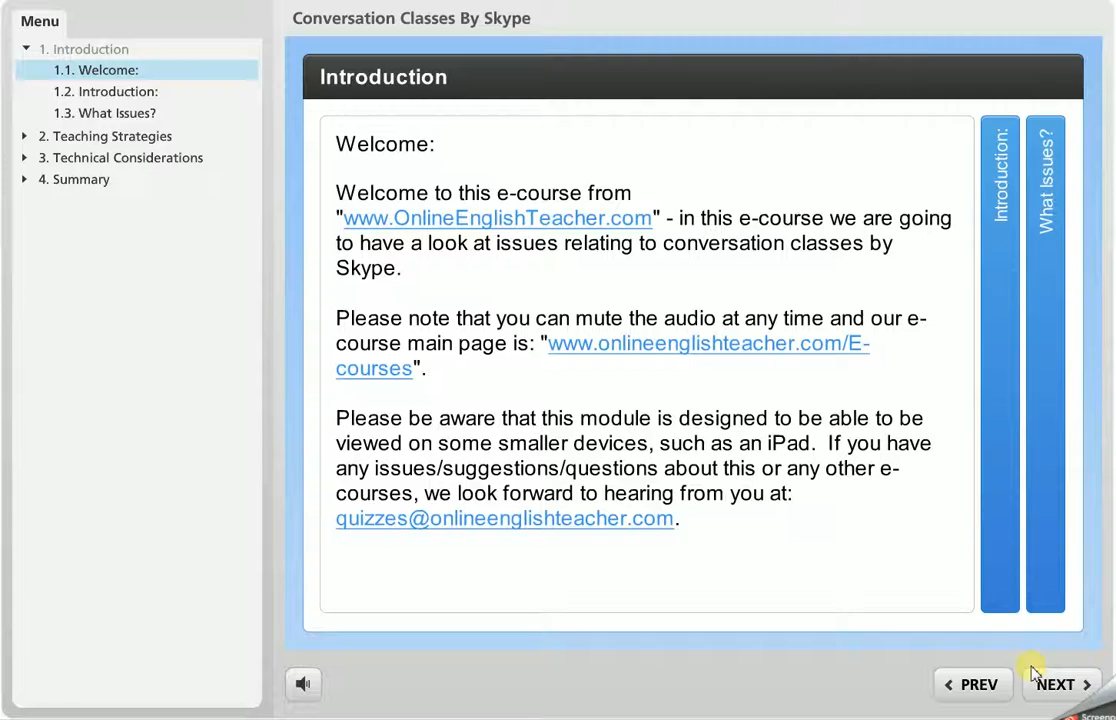 Menu
Conversation Classes By Skype
1. Introduction
1.1. Welcome:
1.2. Introduction:
1.3. What Issues?
2. Teaching Strategies
3. Technical Considerations
4. Summary
Introduction
Welcome:
Welcome to this e-course from
"www.OnlineEnglishTeacher.com" - in this e-course we are going
to have a look at issues relating to conversation classes by
Skype.
Please note that you can mute the audio at any time and our e-
course main page is: "www.onlineenglishteacher.com/E-
courses".
Please be aware that this module is designed to be able to be
viewed on some smaller devices, such as an iPad.  If you have
any issues/suggestions/questions about this or any other e-
courses, we look forward to hearing from you at:
quizzes@onlineenglishteacher.com.
Introduction:
What Issues?
PREV
NEXT